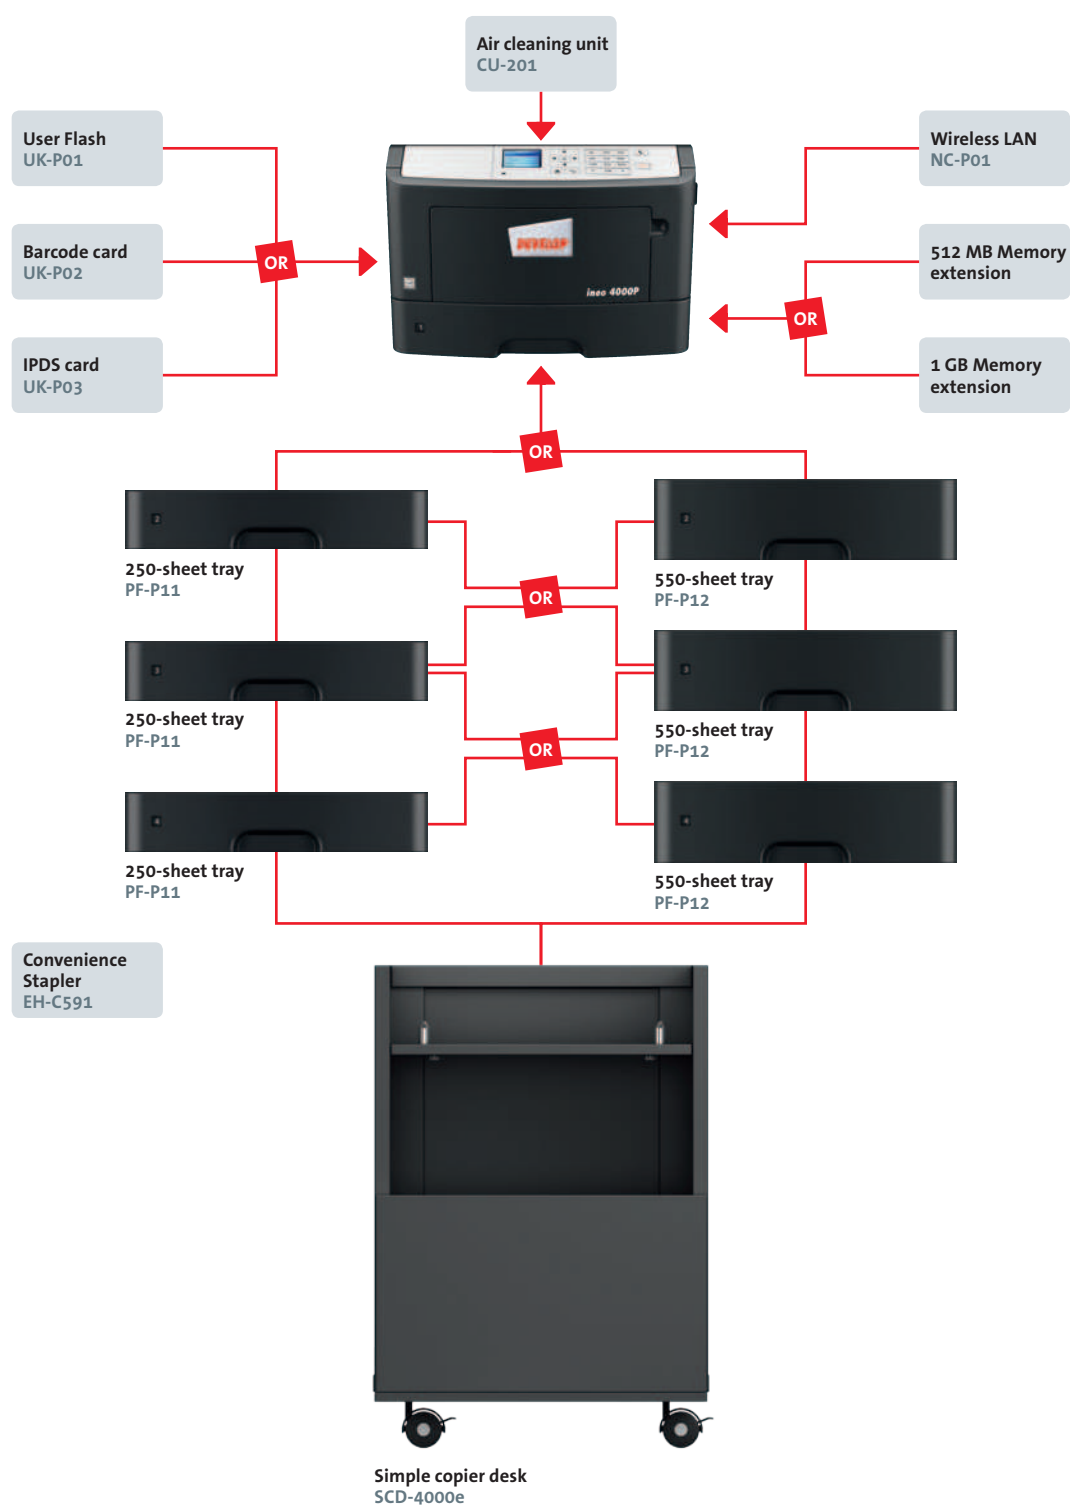 Air cleaning unit
CU-201
User Flash
UK-P01
Wireless LAN
NC-P01
Barcode card
UK-P02
OR
512 MB Memory
extension
ineo 4000P
OR
IPDS card
UK-P03
1 GB Memory
extension
OR
250-sheet tray
PF-P11
550-sheet tray
PF-P12
OR
250-sheet tray
PF-P11
550-sheet tray
PF-P12
OR
250-sheet tray
PF-P11
550-sheet tray
PF-P12
Convenience
Stapler
EH-C591
Simple copier desk
SCD-4000e